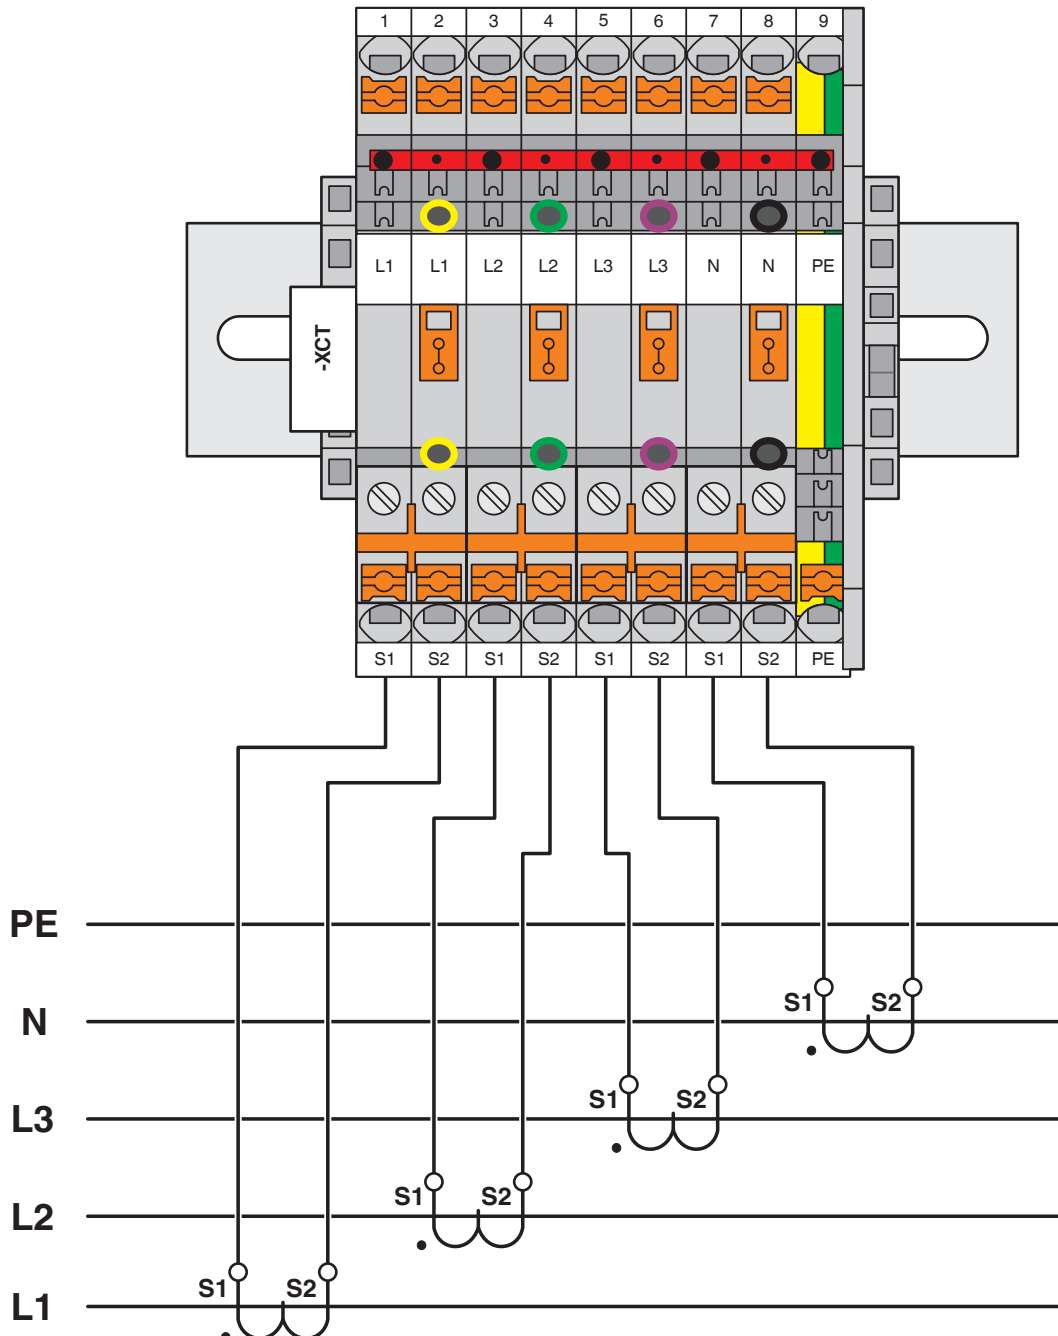 1 2 3 4 5 6 7 8 9
L1 L1 L2 L2 L3 L3 N N PE
-XCT
S1 S2 S1 S2 S1 S2 S1 S2 PE
PE
S1 S2
N
S1 S2
L3
S1 S2
L2
S1 S2
L1